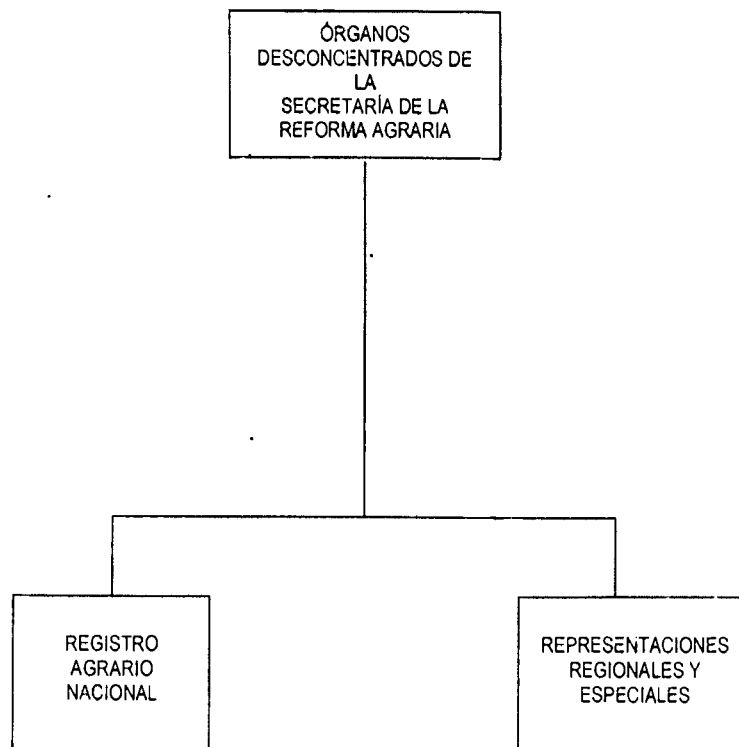 ÓRGANOS
DESCONCENTRADOS DE
LA
SECRETARÍA DE LA
REFORMA AGRARIA
REGISTRO
AGRARIO
NACIONAL
REPRESENTACIONES
REGIONALES Y
ESPECIALES